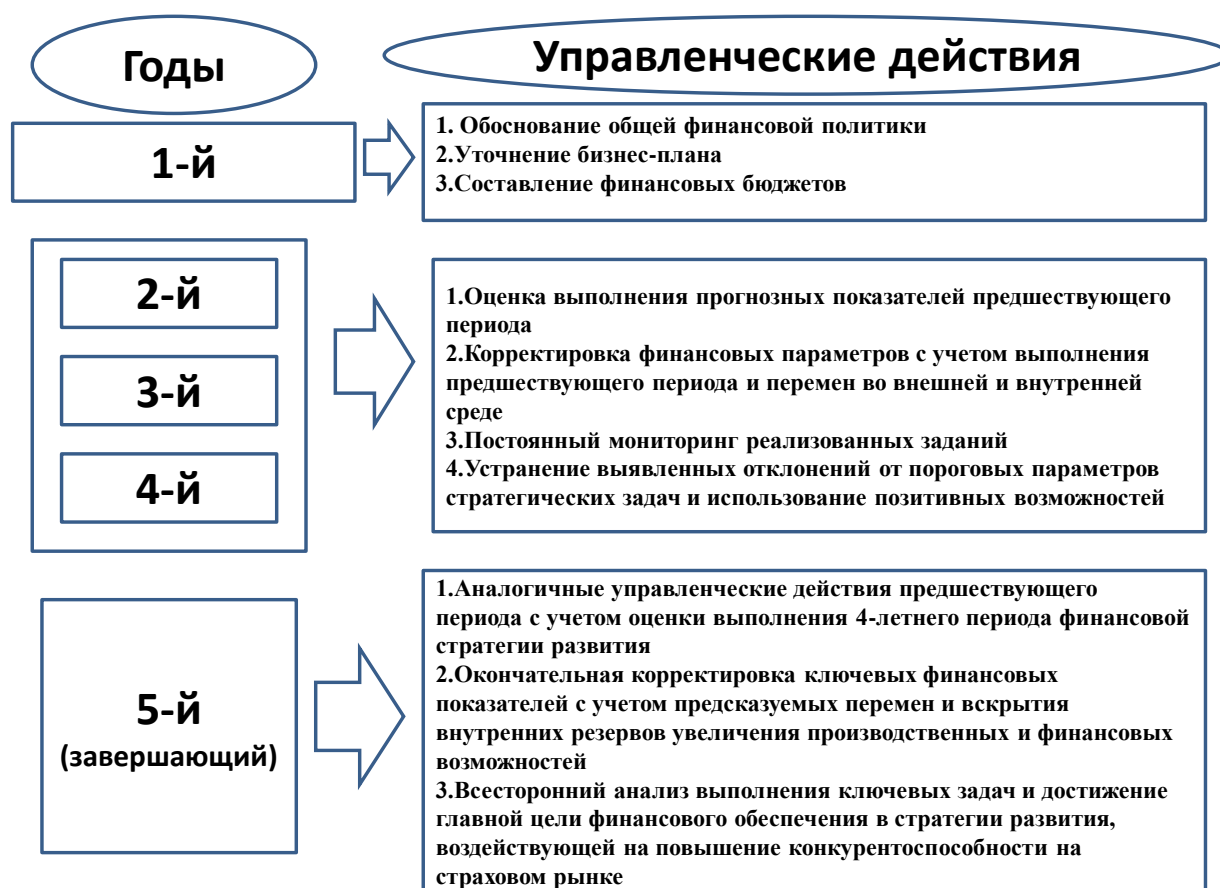 Годы
Управленческие действия
1-й
1. Обоснование общей финансовой политики
2.Уточнение бизнес-плана
3.Составление финансовых бюджетов
2-й
3-й
4-й
1.Оценка выполнения прогнозных показателей предшествующего
периода
2.Корректировка финансовых параметров с учетом выполнения
предшествующего периода и перемен во внешней и внутренней
среде
3.Постоянный мониторинг реализованных заданий
4.Устранение выявленных отклонений от пороговых параметров
стратегических задач и использование позитивных возможностей
5-й
(завершающий)
1.Аналогичные управленческие действия предшествующего
периода с учетом оценки выполнения 4-летнего периода финансовой
стратегии развития
2.Окончательная корректировка ключевых финансовых
показателей с учетом предсказуемых перемен и вскрытия
внутренних резервов увеличения производственных и финансовых
возможностей
3.Всесторонний анализ выполнения ключевых задач и достижение
главной цели финансового обеспечения в стратегии развития,
воздействующей на повышение конкурентоспособности на
страховом рынке